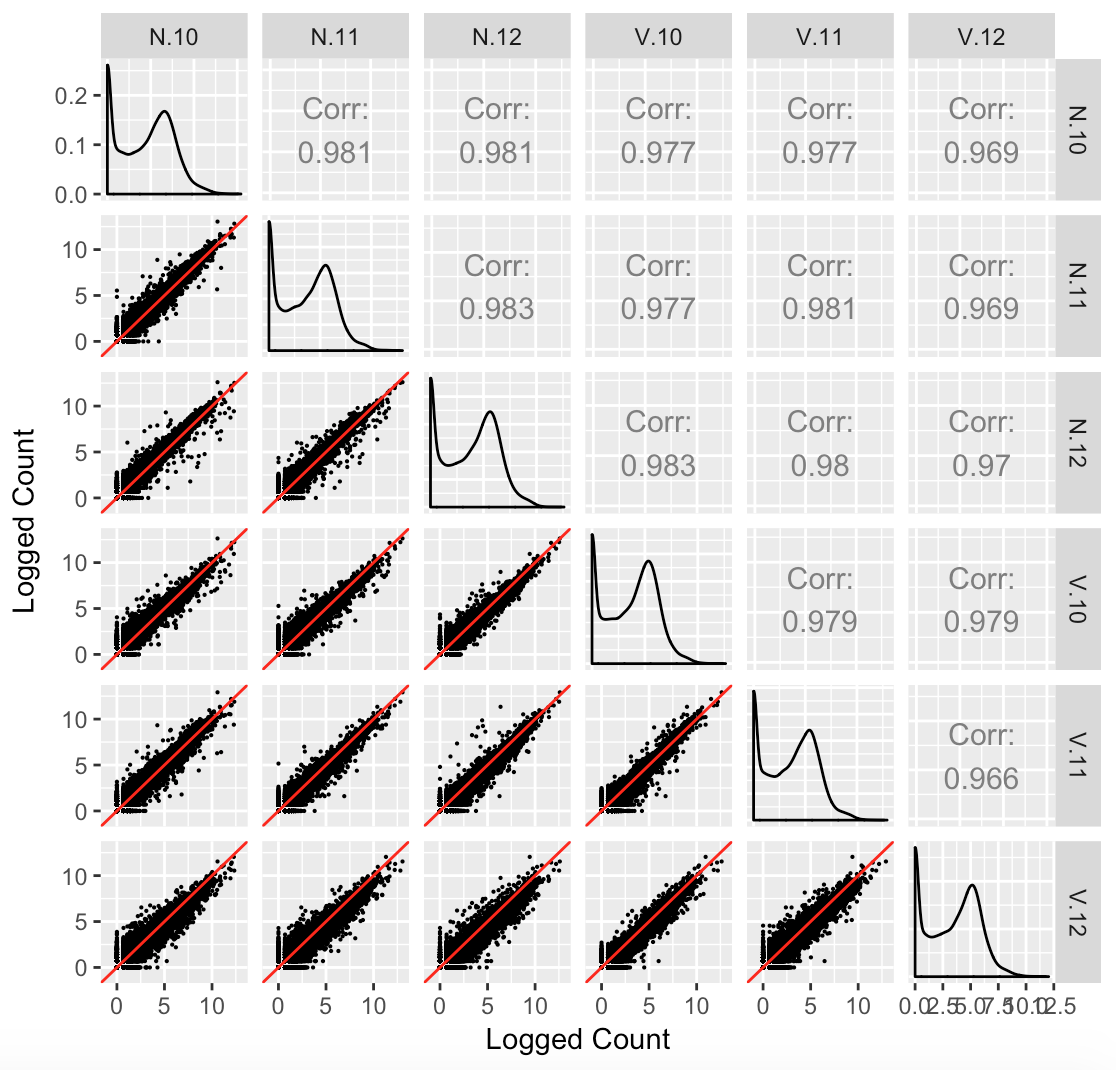 N.10 N.11 N.12 V.10 V.11 V.12
0.2 Corr: Corr: Corr: Corr: Corr: N.10
0.1 0.981 0.981 0.977 0.977 0.969
0.0
10 Corr: Corr: Corr: Corr: N.11
5 0.983 0.977 0.981 0.969
0
10 Corr: Corr: Corr: N.12
5 0.983 0.98 0.97
0
Logged Count
10 Corr: Corr: V.10
5 0.979 0.979
0
10 Corr: V.11
5 0.966
0
10 V.12
5
0
0 5 10 0 5 10 0 5 10 0 5 10 0 5 10 0.0 2.5 5.0 7.5 10.0 12.5
Logged Count